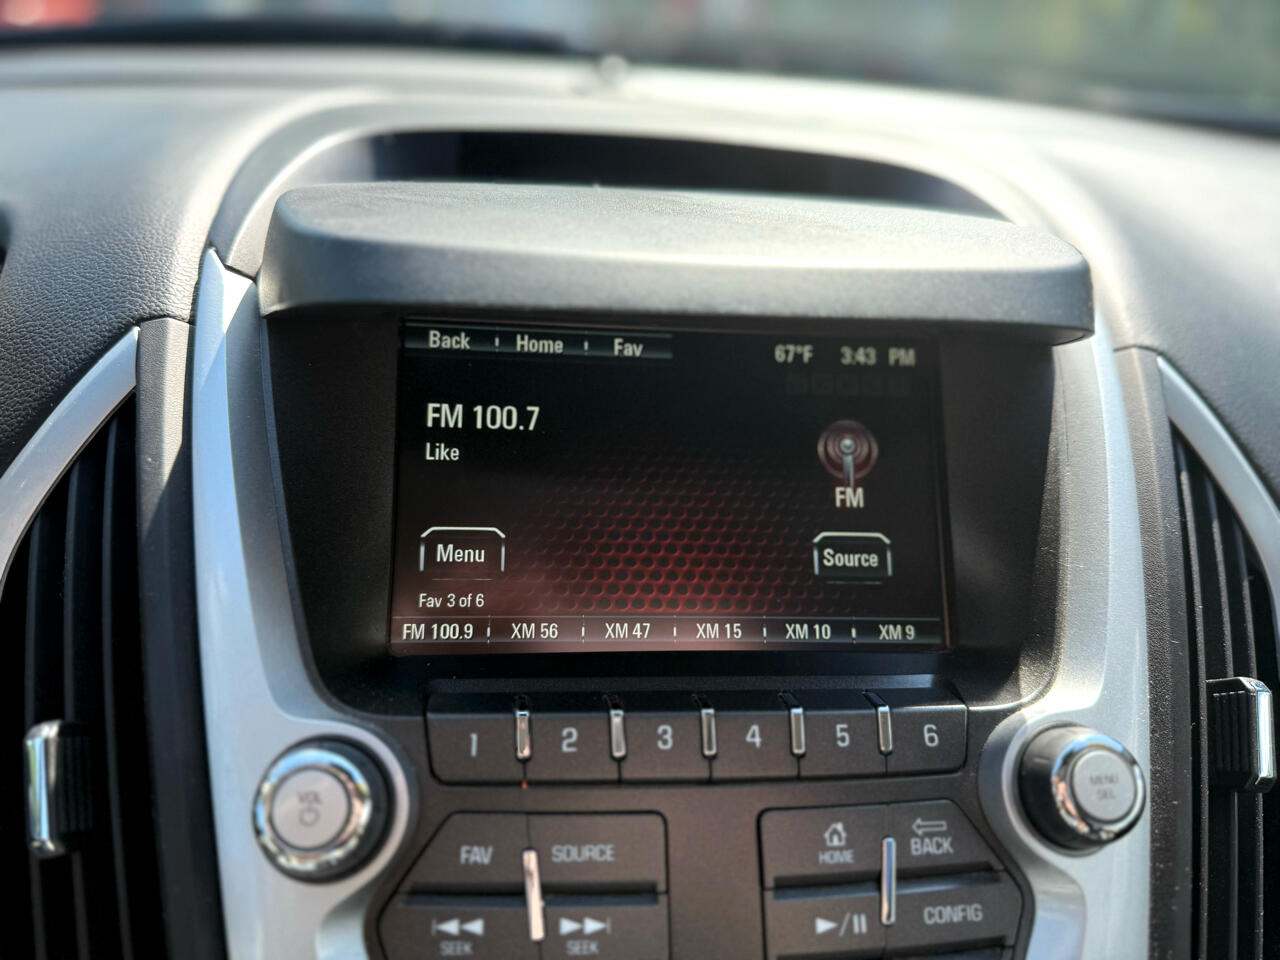 Back Home Fav 67°F 3:43 PM
FM 100.7
Like
FM
Menu Source
Fav 3 of 6
FM 100.9 XM 56 XM 47 XM 15 XM 10 XM 9
1 2 3 4 5 6
VOL
MENU
SEL
FAV SOURCE
HOME BACK
SEEK SEEK
CONFIG